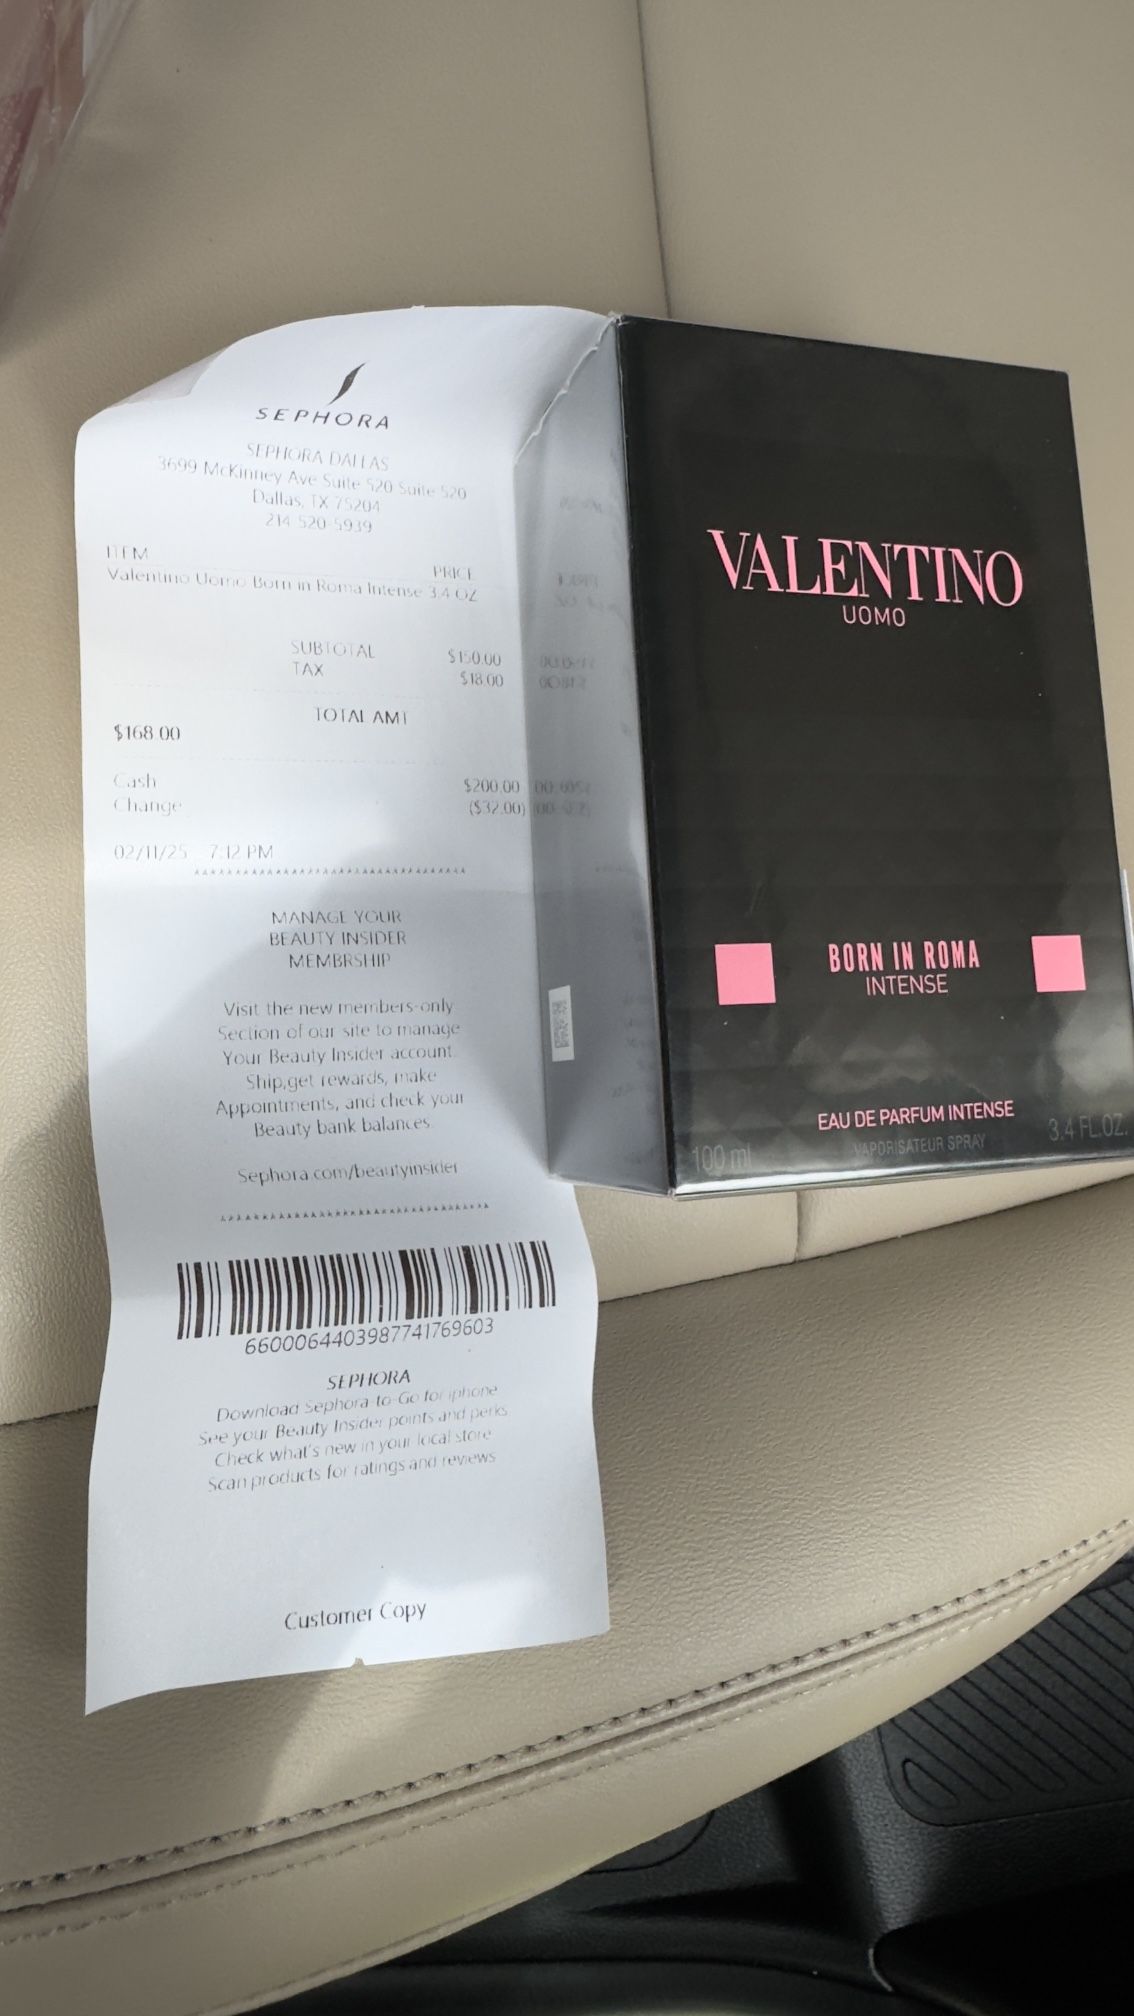 SEPHORA
SEPHORA DALLAS
3699 McKinney Ave Suite 520 Suite 520
Dallas, TX 75204
214 520-5939
ITEM PRICE
Valentino Uomo Born in Roma Intense 3.4 OZ
SUBTOTAL $150.00
TAX $18.00
TOTAL AMT
$168.00
Cash $200.00
Change ($32.00)
02/11/25 7:12 PM
MANAGE YOUR
BEAUTY INSIDER
MEMBRSHIP
Visit the new members-only
Section of our site to manage
Your Beauty Insider account.
Ship,get rewards, make
Appointments, and check your
Beauty bank balances.
Sephora.com/beautyinsider
6600064403987741769603
SEPHORA
Download Sephora-to-Go for iphone
See your Beauty Insider points and perks
Check what's new in your local store
Scan products for ratings and reviews
Customer Copy
VALENTINO
UOMO
BORN IN ROMA
INTENSE
EAU DE PARFUM INTENSE
100 ml VAPORISATEUR SPRAY 3.4 FL.OZ.